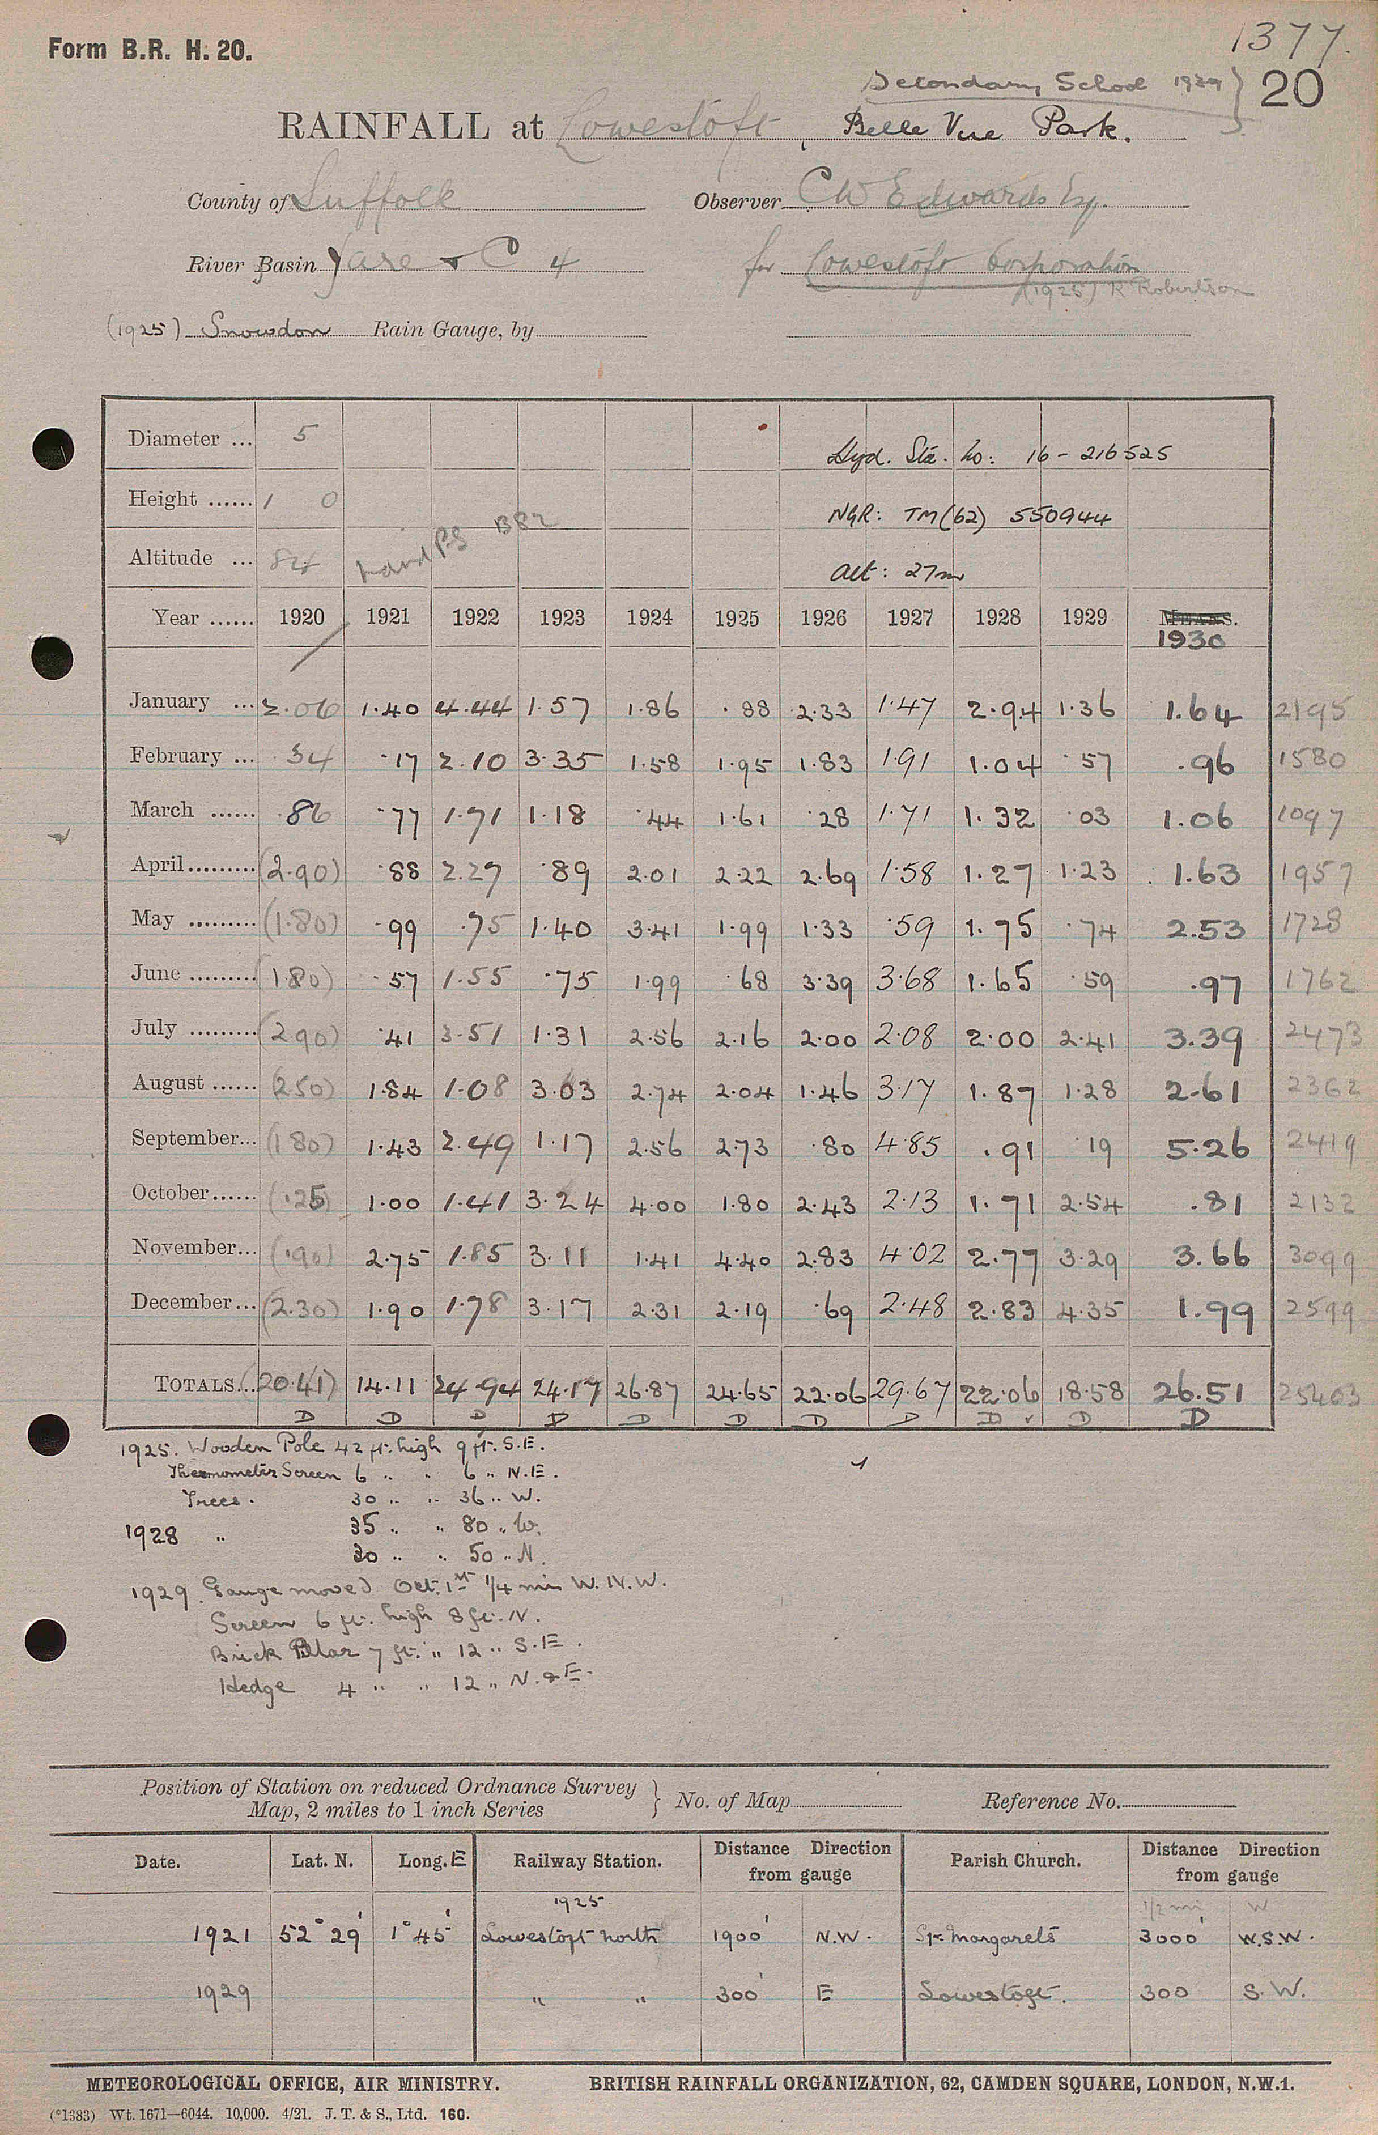 1377.
Form B.R. H. 20.
Secondary School 1929 } 20
RAINFALL at Lowestoft, Belle Vue Park.
County of Suffolk Observer C W Edwards Esq.
River Basin Yare & C 4 for Lowestoft Corporation
(1925) R Robertson
(1925) Snowdon Rain Gauge, by
Diameter ... 5 Hyd. Sta. No: 16 - 216525
Height ...... 1 0 NGR: TM(62) 550944
Altitude ... 84 Alt: 27m
Year ...... 1920 1921 1922 1923 1924 1925 1926 1927 1928 1929 MEANS. 1930
January ... 2.06 1.40 4.44 1.57 1.86 .88 2.33 1.47 2.94 1.36 1.64 2195
February ... .34 .17 2.10 3.35 1.58 1.95 1.83 1.91 1.04 .57 .96 1580
March ...... .86 .77 1.71 1.18 .44 1.61 .28 1.71 1.32 .03 1.06 1097
April......... (2.90) .88 2.27 .89 2.01 2.22 2.69 1.58 1.27 1.23 1.63 1957
May ......... (1.80) .99 .75 1.40 3.41 1.99 1.33 .59 1.75 .74 2.53 1728
June ......... (1.80) .57 1.55 .75 1.99 .68 3.39 3.68 1.65 .59 .97 1762
July ......... (2.90) .41 3.51 1.31 2.56 2.16 2.00 2.08 2.00 2.41 3.39 2473
August ...... (2.50) 1.84 1.08 3.03 2.74 2.04 1.46 3.17 1.87 1.28 2.61 2362
September... (1.80) 1.43 2.49 1.17 2.56 2.73 .80 4.85 .91 .19 5.26 2419
October...... (.25) 1.00 1.41 3.24 4.00 1.80 2.43 2.13 1.71 2.54 .81 2132
November... (.90) 2.75 1.85 3.11 1.41 4.40 2.83 4.02 2.77 3.29 3.66 3099
December... (2.30) 1.90 1.78 3.17 2.31 2.19 .69 2.48 2.83 4.35 1.99 2599
TOTALS... (20.41) 14.11 24.94 24.17 26.87 24.65 22.06 29.67 22.06 18.58 26.51 25403
D D D D D D D D D ✓ D D
1925. Wooden Pole 42 ft. high 9 ft. S.E.
Thermometer Screen 6 " " 6 " N.E.
Trees. 30 " " 36 " W.
1928 " 35 " " 80 " W.
30 " " 50 " N.
1929. Gauge moved Oct. 1st 1/4 min W.N.W.
Screen 6 ft. high 8 ft. N.
Brick Pillar 7 ft. " 12 " S.E.
Hedge 4 " " 12 " N. & E.
Position of Station on reduced Ordnance Survey
Map, 2 miles to 1 inch Series } No. of Map Reference No.
Date. Lat. N. Long. E Railway Station. Distance Direction from gauge Parish Church. Distance Direction from gauge
1925 1/2 mi W
1921 52° 29' 1° 45' Lowestoft North 1900' N.W. St. Margaret's 3000' W.S.W.
1929 " " 300' E Lowestoft. 300 S.W.
METEOROLOGICAL OFFICE, AIR MINISTRY. BRITISH RAINFALL ORGANIZATION, 62, CAMDEN SQUARE, LONDON, N.W.1.
(*1383) Wt. 1671—6044. 10,000. 4/21. J. T. & S., Ltd. 160.